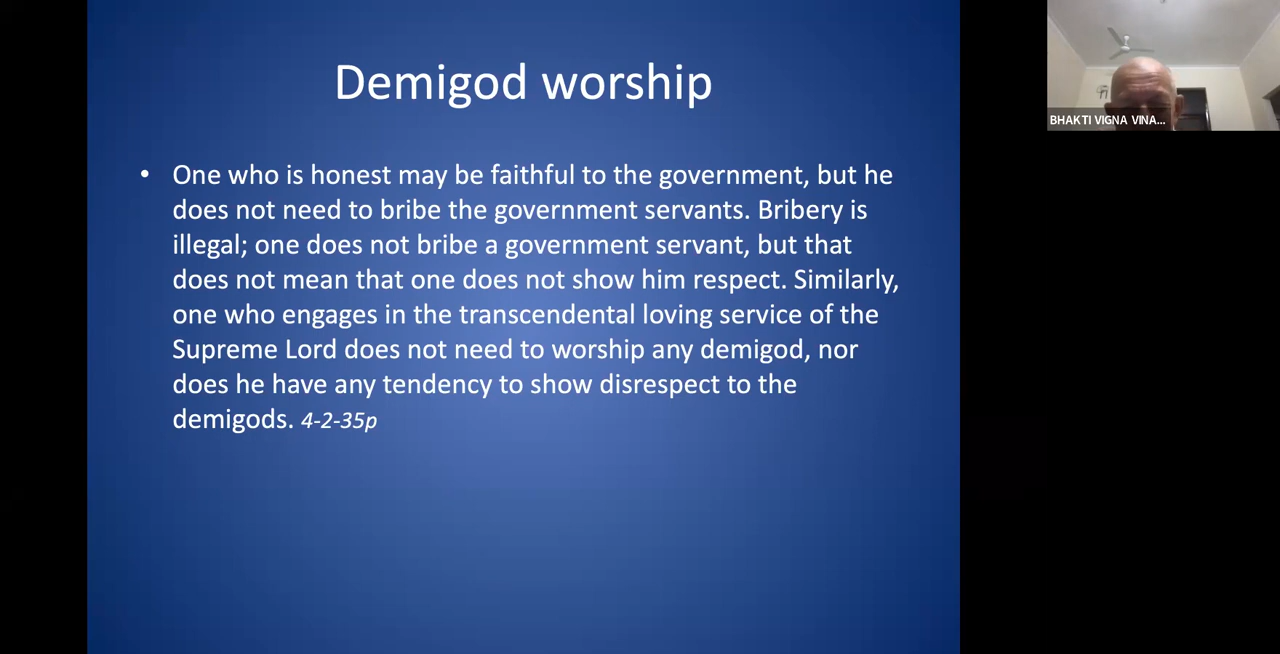 Demigod worship
• One who is honest may be faithful to the government, but he
does not need to bribe the government servants. Bribery is
illegal; one does not bribe a government servant, but that
does not mean that one does not show him respect. Similarly,
one who engages in the transcendental loving service of the
Supreme Lord does not need to worship any demigod, nor
does he have any tendency to show disrespect to the
demigods. 4-2-35p
BHAKTI VIGNA VINA...